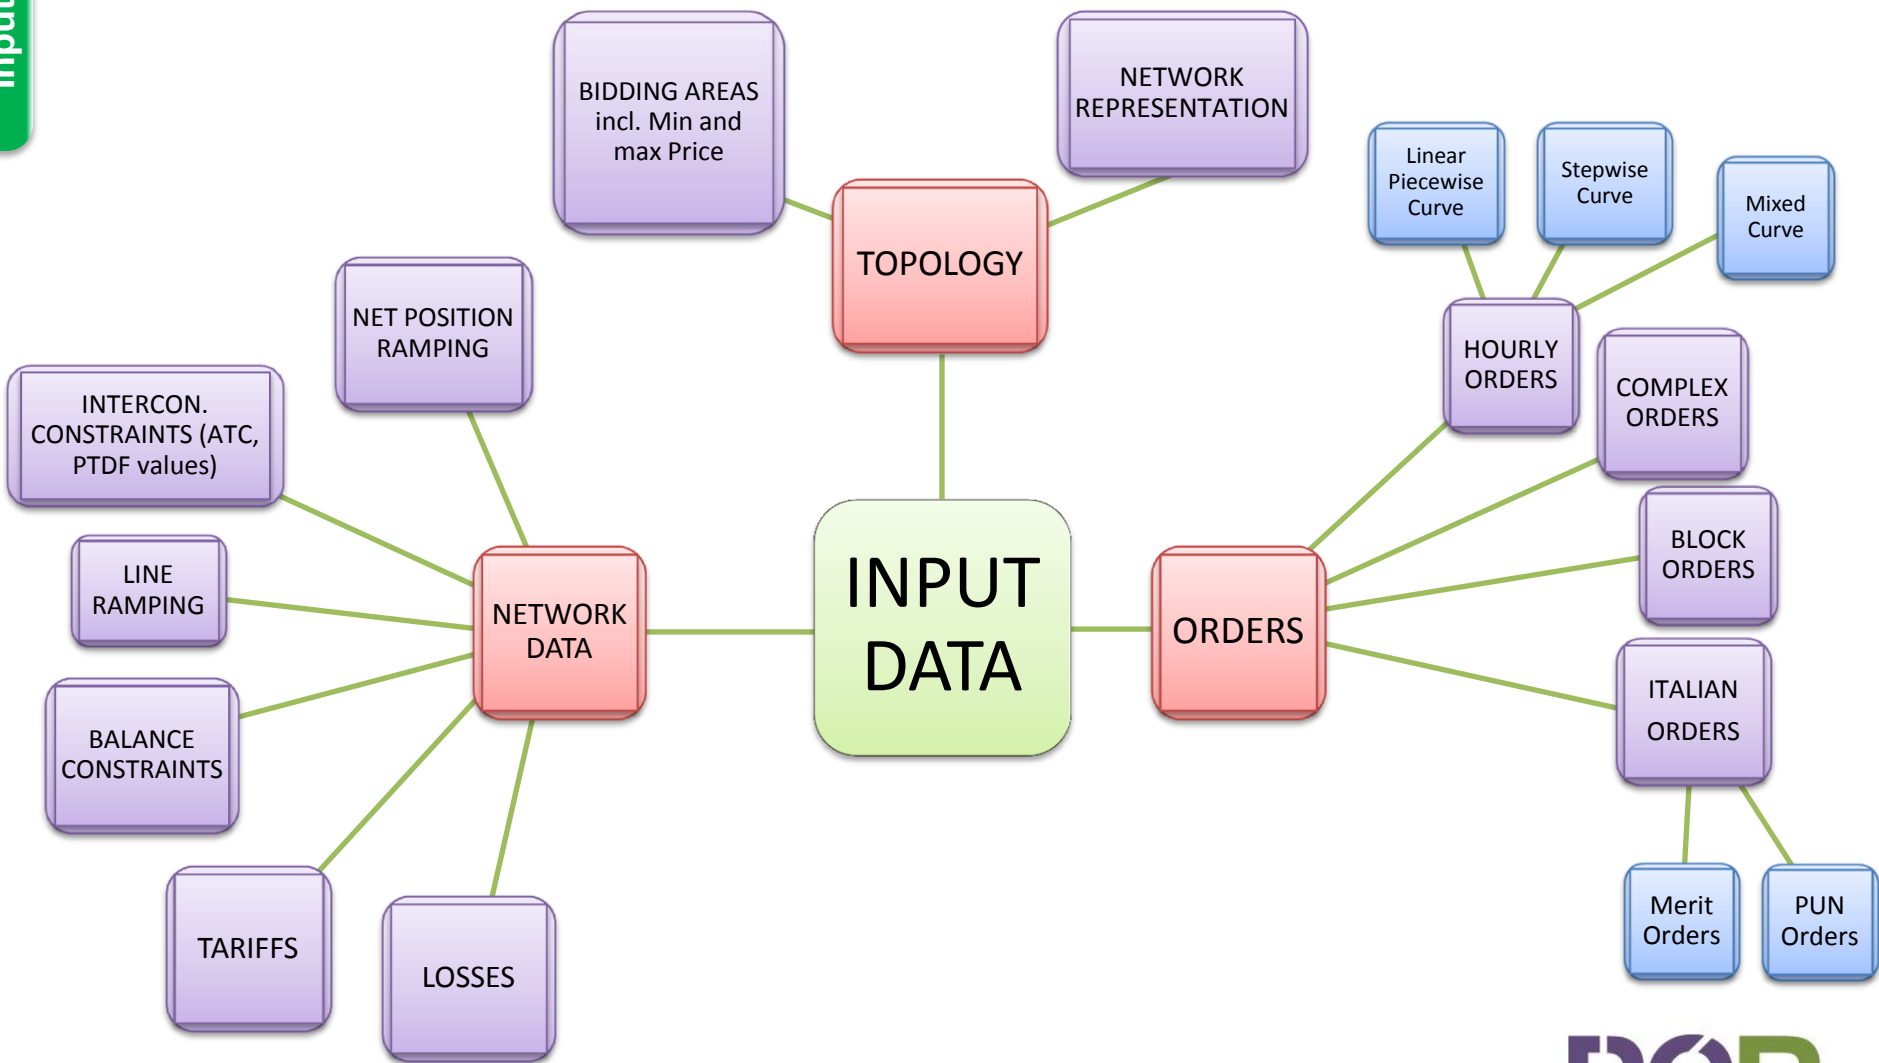 Input
BIDDING AREAS
incl. Min and
max Price
NETWORK
REPRESENTATION
TOPOLOGY
Linear
Piecewise
Curve
Stepwise
Curve
Mixed
Curve
NET POSITION
RAMPING
HOURLY
ORDERS
COMPLEX
ORDERS
INTERCON.
CONSTRAINTS (ATC,
PTDF values)
BLOCK
ORDERS
LINE
RAMPING
NETWORK
DATA
INPUT
DATA
ORDERS
ITALIAN
ORDERS
BALANCE
CONSTRAINTS
TARIFFS
LOSSES
Merit
Orders
PUN
Orders